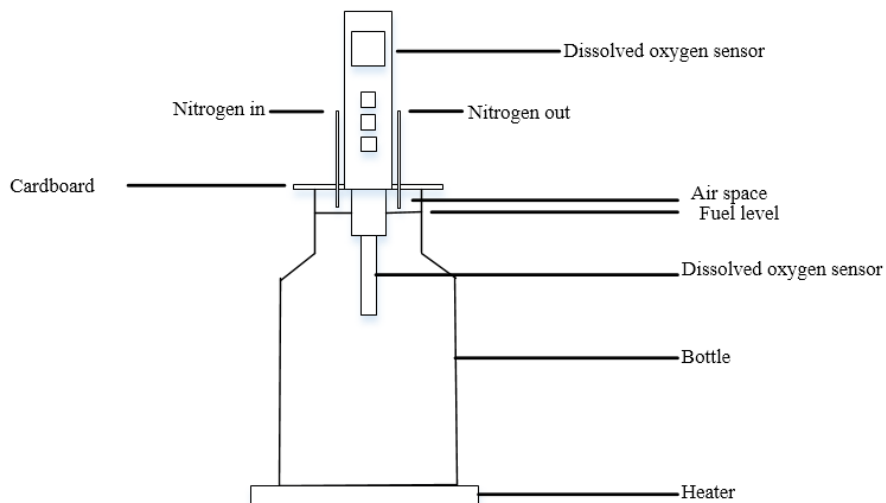 Dissolved oxygen sensor
Nitrogen in
Nitrogen out
Cardboard
Air space
Fuel level
Dissolved oxygen sensor
Bottle
Heater